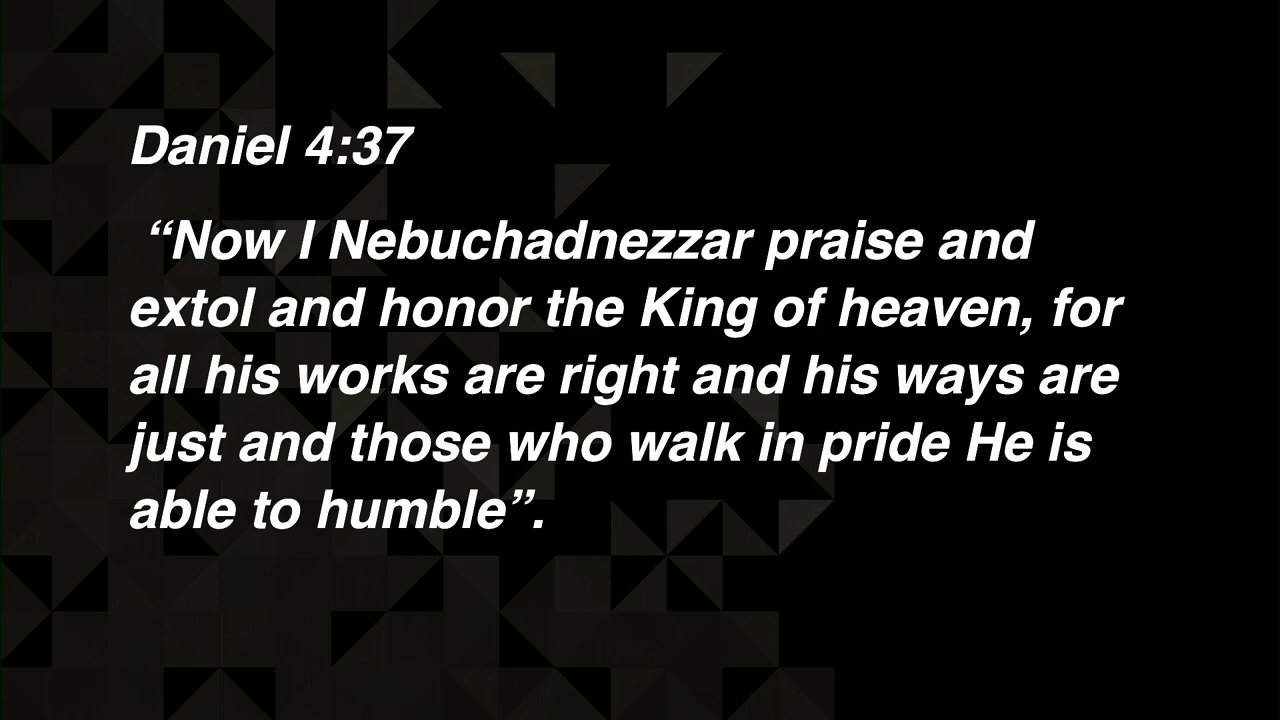 Daniel 4:37
“Now I Nebuchadnezzar praise and
extol and honor the King of heaven, for
all his works are right and his ways are
just and those who walk in pride He is
able to humble”.